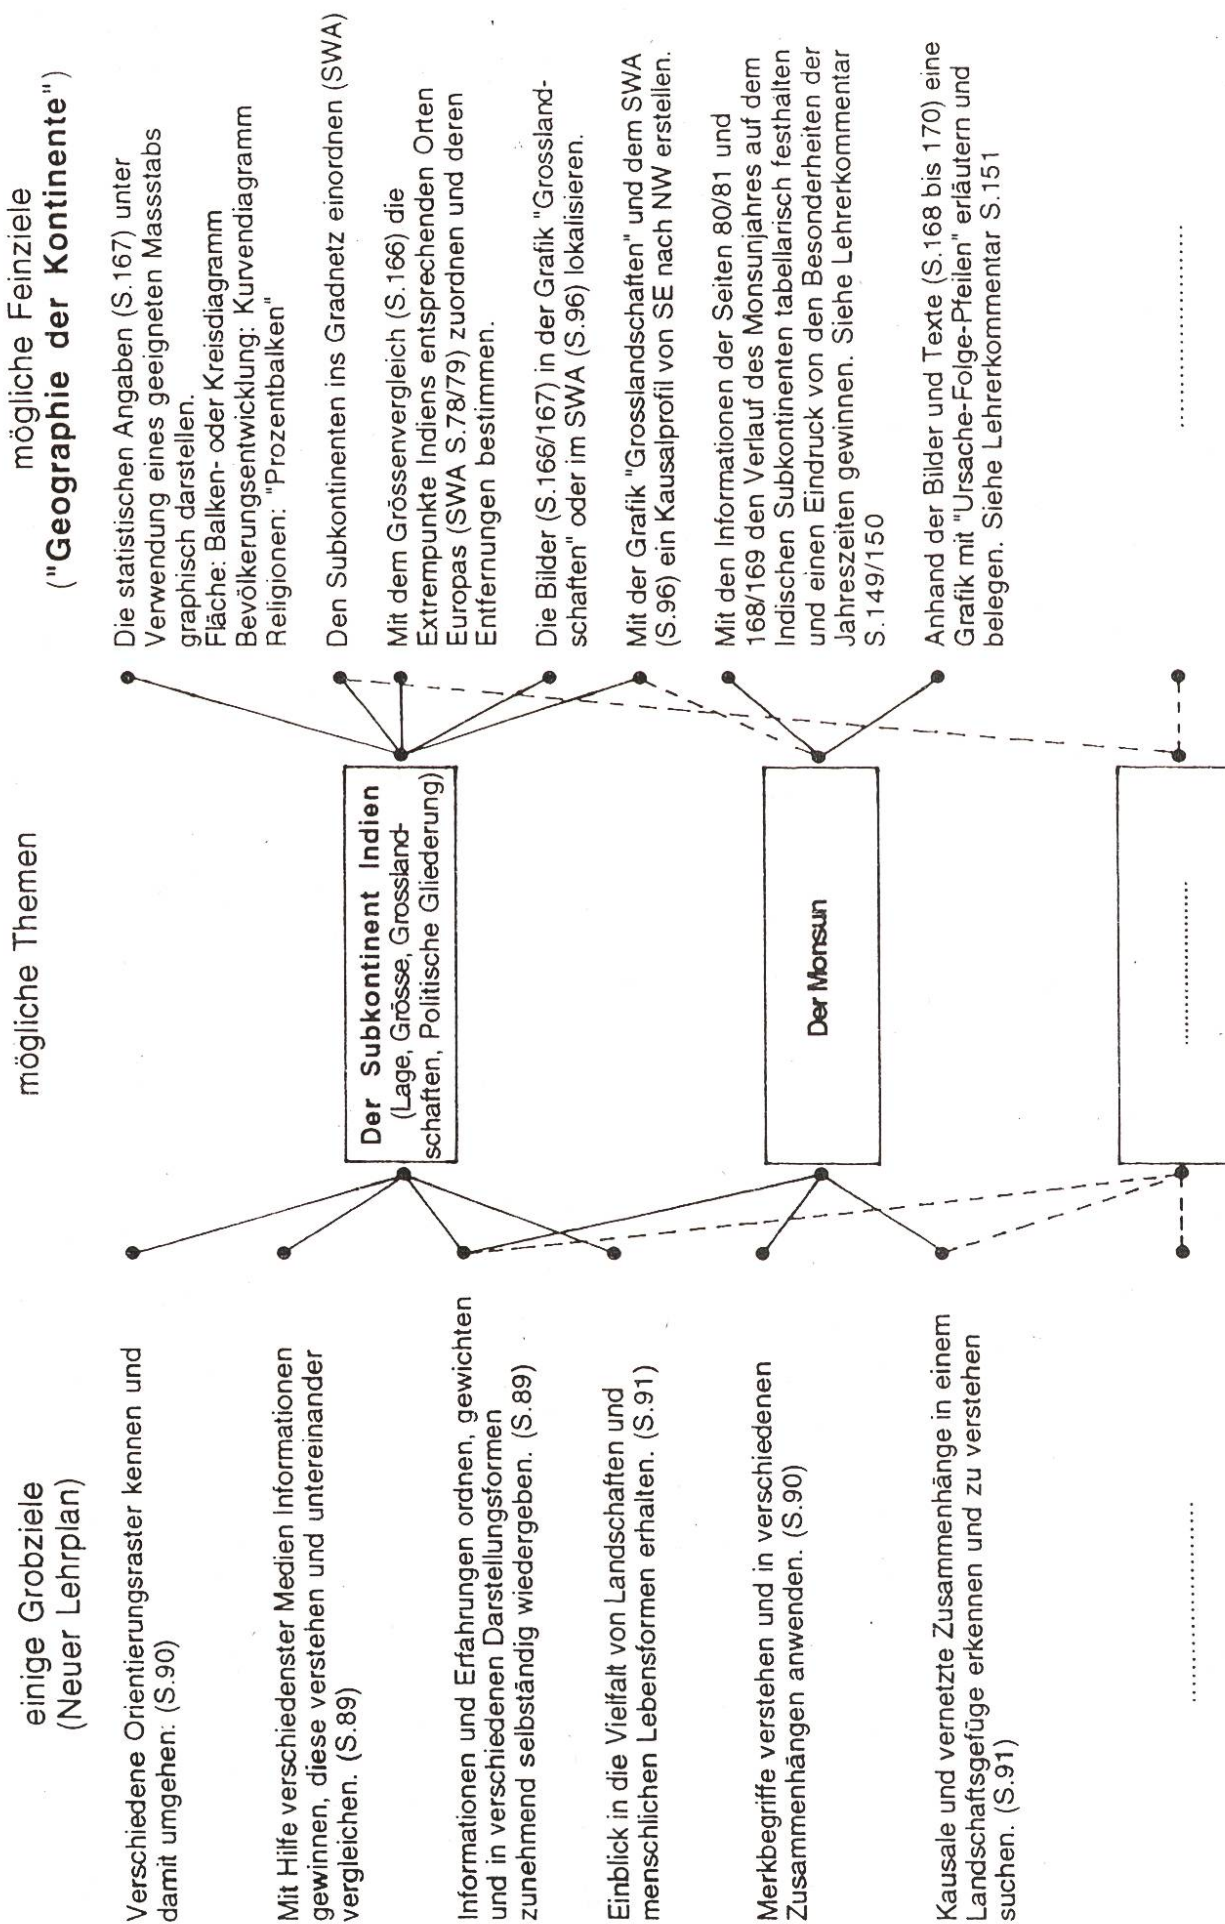 einige Grobziele
(Neuer Lehrplan)
Verschiedene Orientierungsraster kennen und
damit umgehen: (S.90)
Mit Hilfe verschiedenster Medien Informationen
gewinnen, diese verstehen und untereinander
vergleichen. (S.89)
Informationen und Erfahrungen ordnen, gewichten
und in verschiedenen Darstellungsformen
zunehmend selbständig wiedergeben. (S.89)
Einblick in die Vielfalt von Landschaften und
menschlichen Lebensformen erhalten. (S.91)
Merkbegriffe verstehen und in verschiedenen
Zusammenhängen anwenden. (S.90)
Kausale und vernetzte Zusammenhänge in einem
Landschaftsgefüge erkennen und zu verstehen
suchen. (S.91)
......................
mögliche Themen
Der Subkontinent Indien
(Lage, Grösse, Grossland-
schaften, Politische Gliederung)
Der Monsun
......................
mögliche Feinziele
("Geographie der Kontinente")
Die statistischen Angaben (S.167) unter
Verwendung eines geeigneten Massstabs
graphisch darstellen.
Fläche: Balken- oder Kreisdiagramm
Bevölkerungsentwicklung: Kurvendiagramm
Religionen: "Prozentbalken"
Den Subkontinenten ins Gradnetz einordnen (SWA)
Mit dem Grössenvergleich (S.166) die
Extrempunkte Indiens entsprechenden Orten
Europas (SWA S.78/79) zuordnen und deren
Entfernungen bestimmen.
Die Bilder (S.166/167) in der Grafik "Grossland-
schaften" oder im SWA (S.96) lokalisieren.
Mit der Grafik "Grosslandschaften" und dem SWA
(S.96) ein Kausalprofil von SE nach NW erstellen.
Mit den Informationen der Seiten 80/81 und
168/169 den Verlauf des Monsunjahres auf dem
Indischen Subkontinenten tabellarisch festhalten
und einen Eindruck von den Besonderheiten der
Jahreszeiten gewinnen. Siehe Lehrerkommentar
S.149/150
Anhand der Bilder und Texte (S.168 bis 170) eine
Grafik mit "Ursache-Folge-Pfeilen" erläutern und
belegen. Siehe Lehrerkommentar S.151
......................